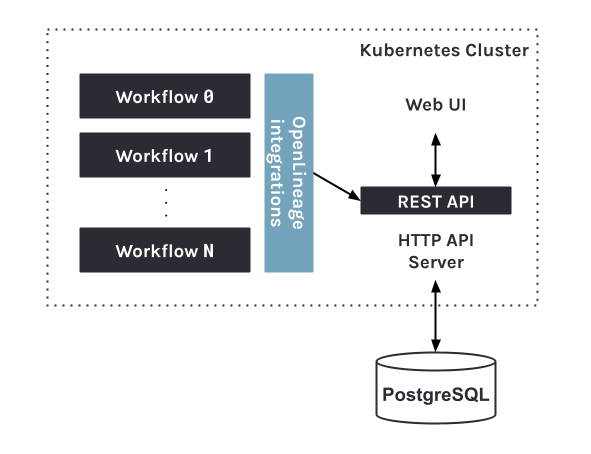 Kubernetes Cluster
Workflow 0
Workflow 1
Workflow N
OpenLineage
integrations
Web UI
REST API
HTTP API
Server
PostgreSQL